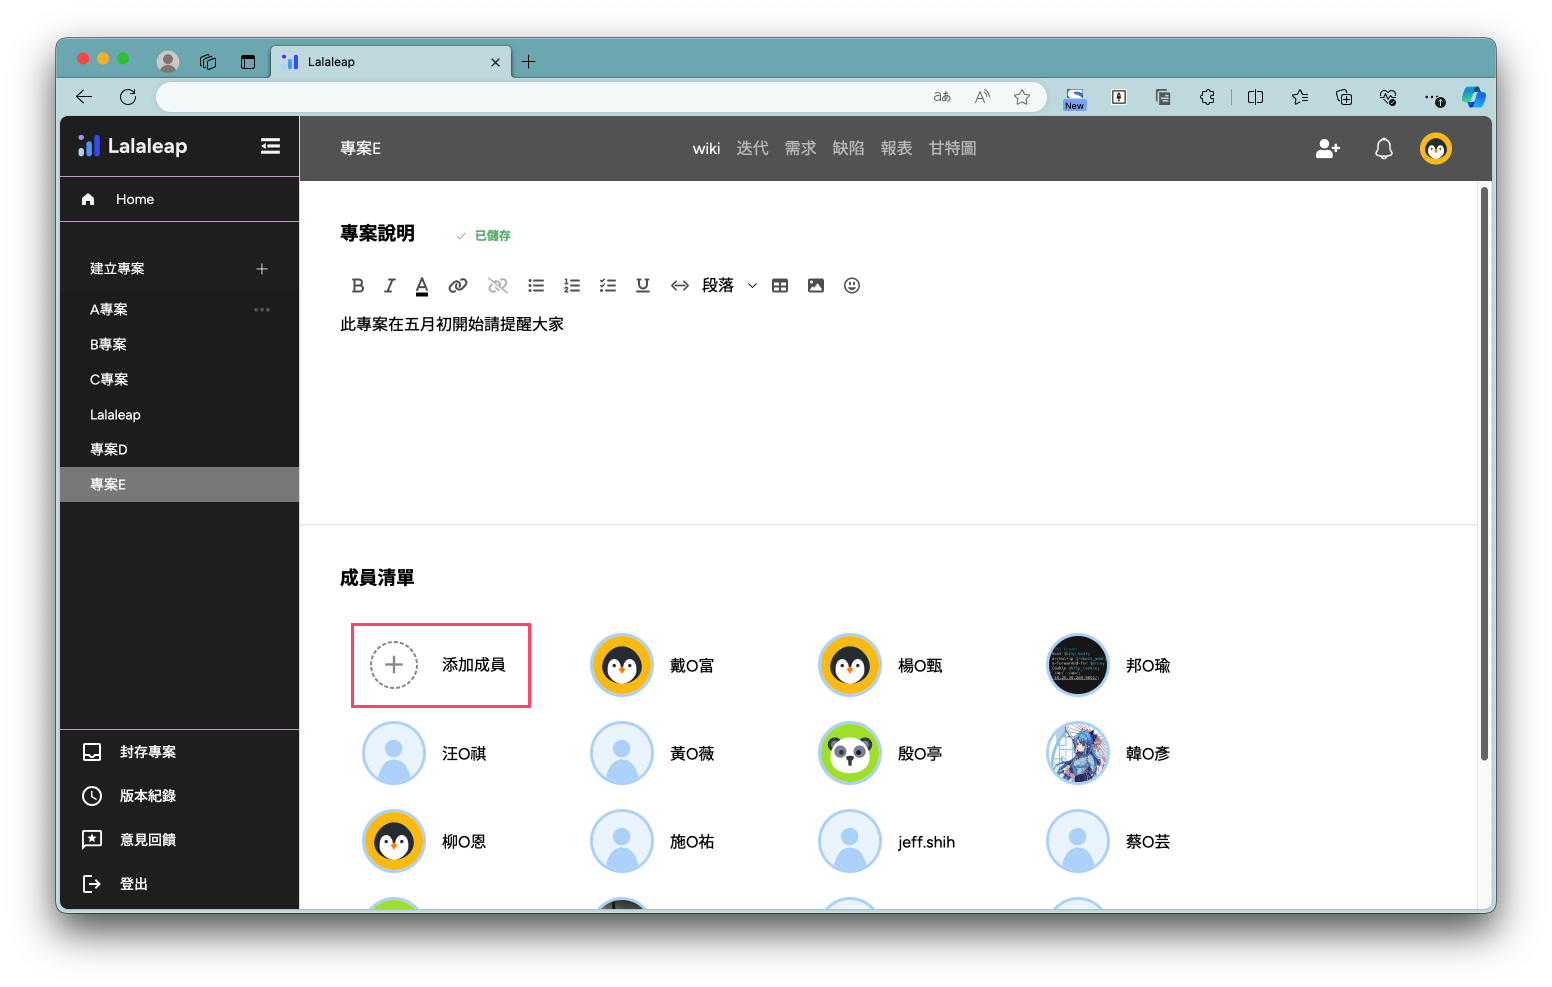 Lalaleap
aあ
A
New
Lalaleap
專案E
wiki 迭代 需求 缺陷 報表 甘特圖
Home
建立專案
A專案
B專案
C專案
Lalaleap
專案D
專案E
封存專案
版本紀錄
意見回饋
登出
專案說明
已儲存
B I A U 段落
此專案在五月初開始請提醒大家
成員清單
添加成員 戴O富 楊O甄 邦O瑜
汪O祺 黃O薇 殷O亭 韓O彥
柳O恩 施O祐 jeff.shih 蔡O芸